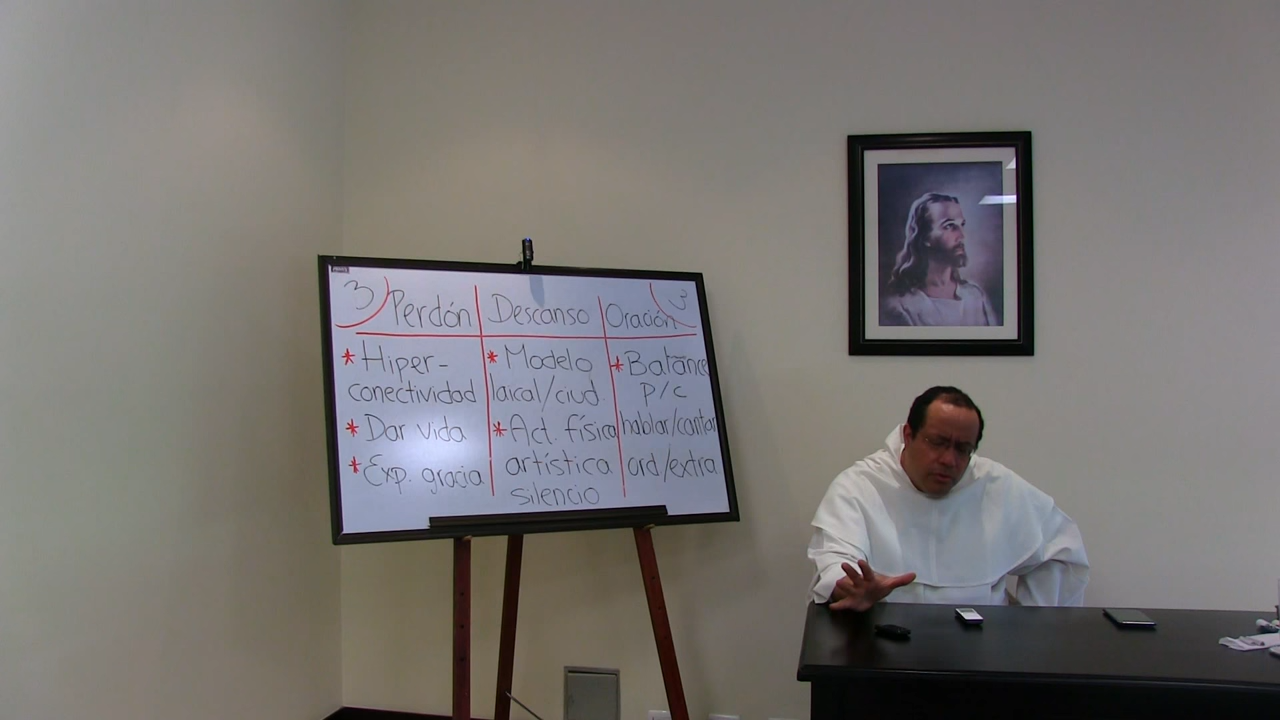 3 Perdón Descanso Oración 3
* Hiper-
conectividad
* Dar vida
* Exp. gracia
* Modelo
laical/ciud.
* Act. física
artística
silencio
* Balance
p/c
hablar/cantar
ord/extra